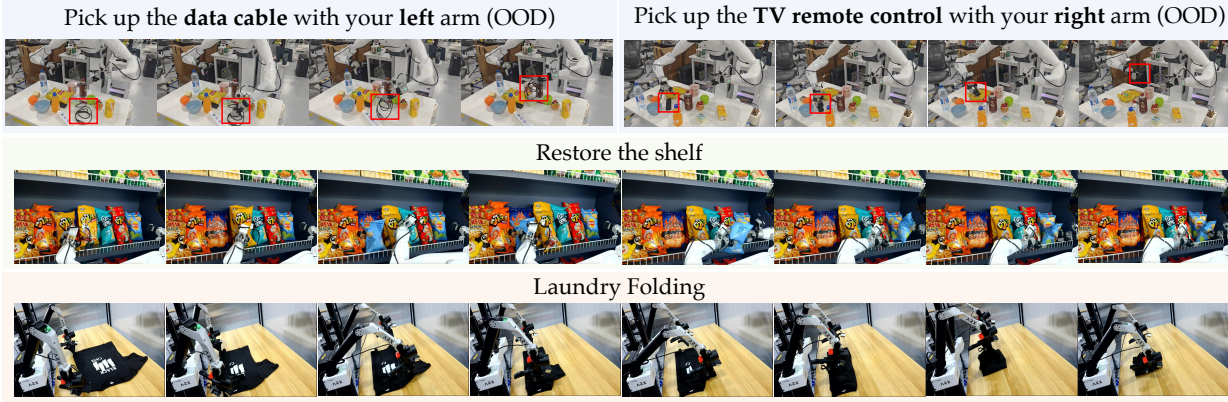 Pick up the data cable with your left arm (OOD)
Pick up the TV remote control with your right arm (OOD)
Restore the shelf
Laundry Folding